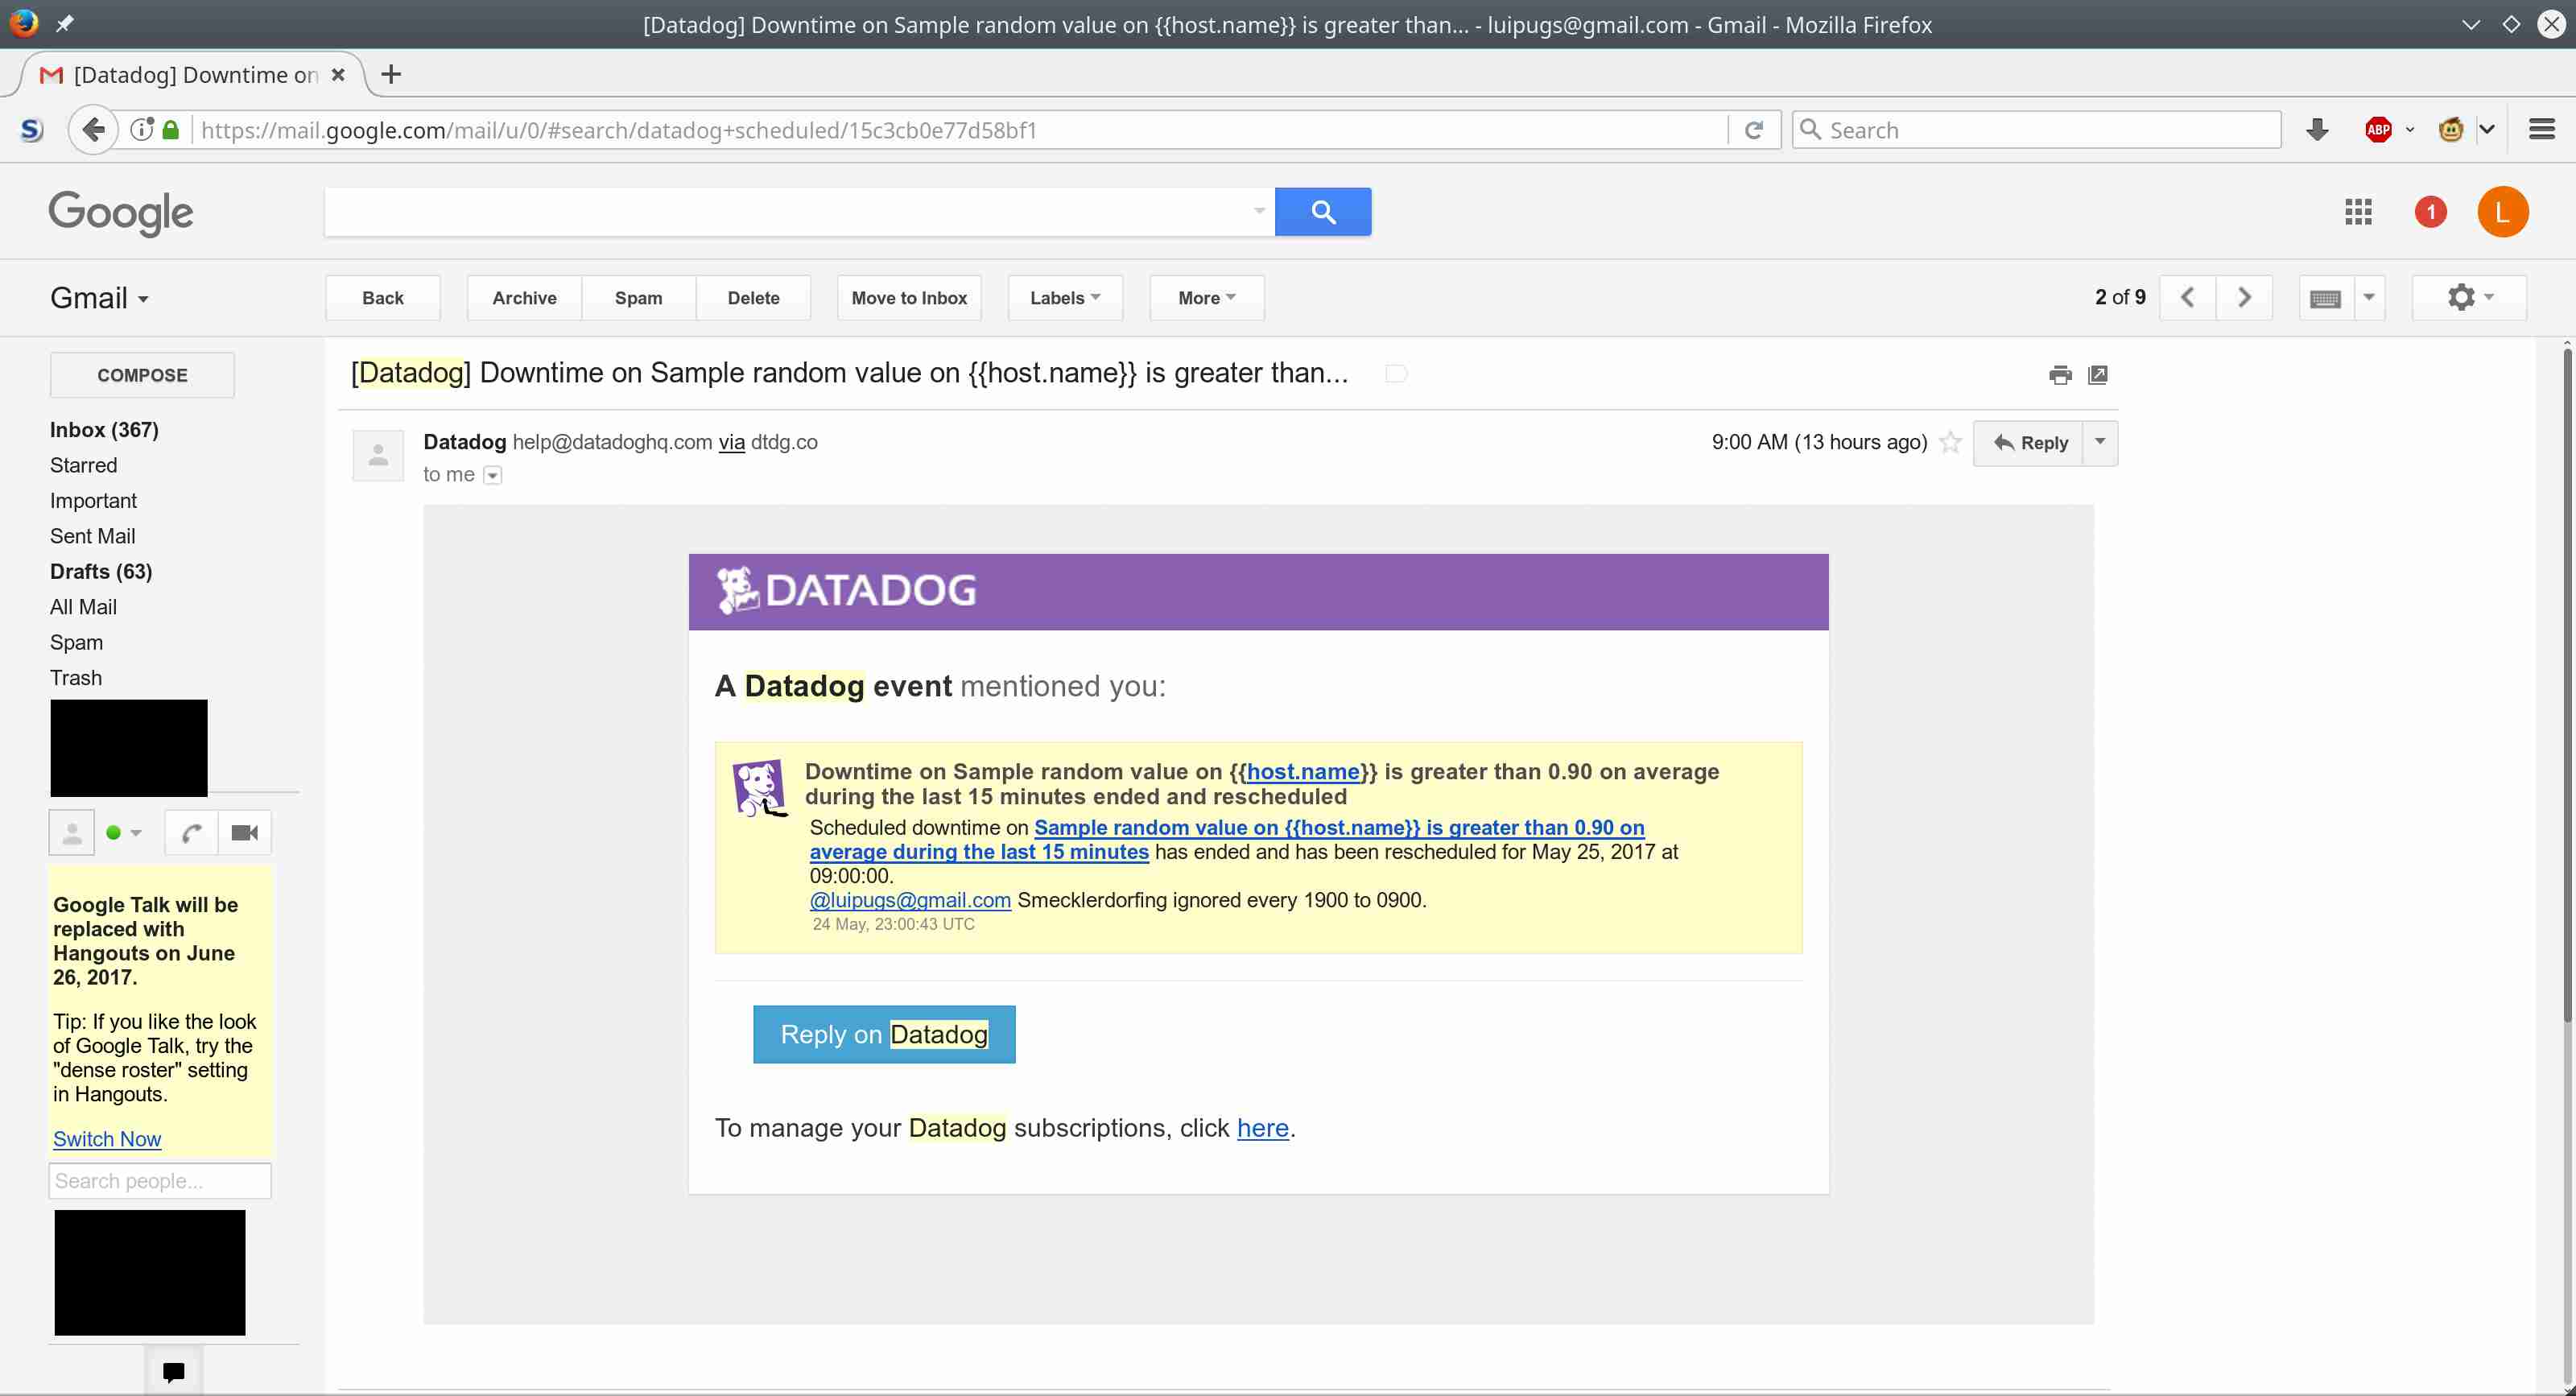 [Datadog] Downtime on Sample random value on {{host.name}} is greater than... - luipugs@gmail.com - Gmail - Mozilla Firefox
[Datadog] Downtime on
https://mail.google.com/mail/u/0/#search/datadog+scheduled/15c3cb0e77d58bf1
Search
ABP
Google
1
L
Gmail
Back
Archive
Spam
Delete
Move to Inbox
Labels
More
2 of 9
COMPOSE
Inbox (367)
Starred
Important
Sent Mail
Drafts (63)
All Mail
Spam
Trash
Google Talk will be
replaced with
Hangouts on June
26, 2017.
Tip: If you like the look
of Google Talk, try the
"dense roster" setting
in Hangouts.
Switch Now
Search people...
[Datadog] Downtime on Sample random value on {{host.name}} is greater than...
Datadog help@datadoghq.com via dtdg.co
9:00 AM (13 hours ago)
Reply
to me
DATADOG
A Datadog event mentioned you:
Downtime on Sample random value on {{host.name}} is greater than 0.90 on average
during the last 15 minutes ended and rescheduled
Scheduled downtime on Sample random value on {{host.name}} is greater than 0.90 on
average during the last 15 minutes has ended and has been rescheduled for May 25, 2017 at
09:00:00.
@luipugs@gmail.com Smecklerdorfing ignored every 1900 to 0900.
24 May, 23:00:43 UTC
Reply on Datadog
To manage your Datadog subscriptions, click here.